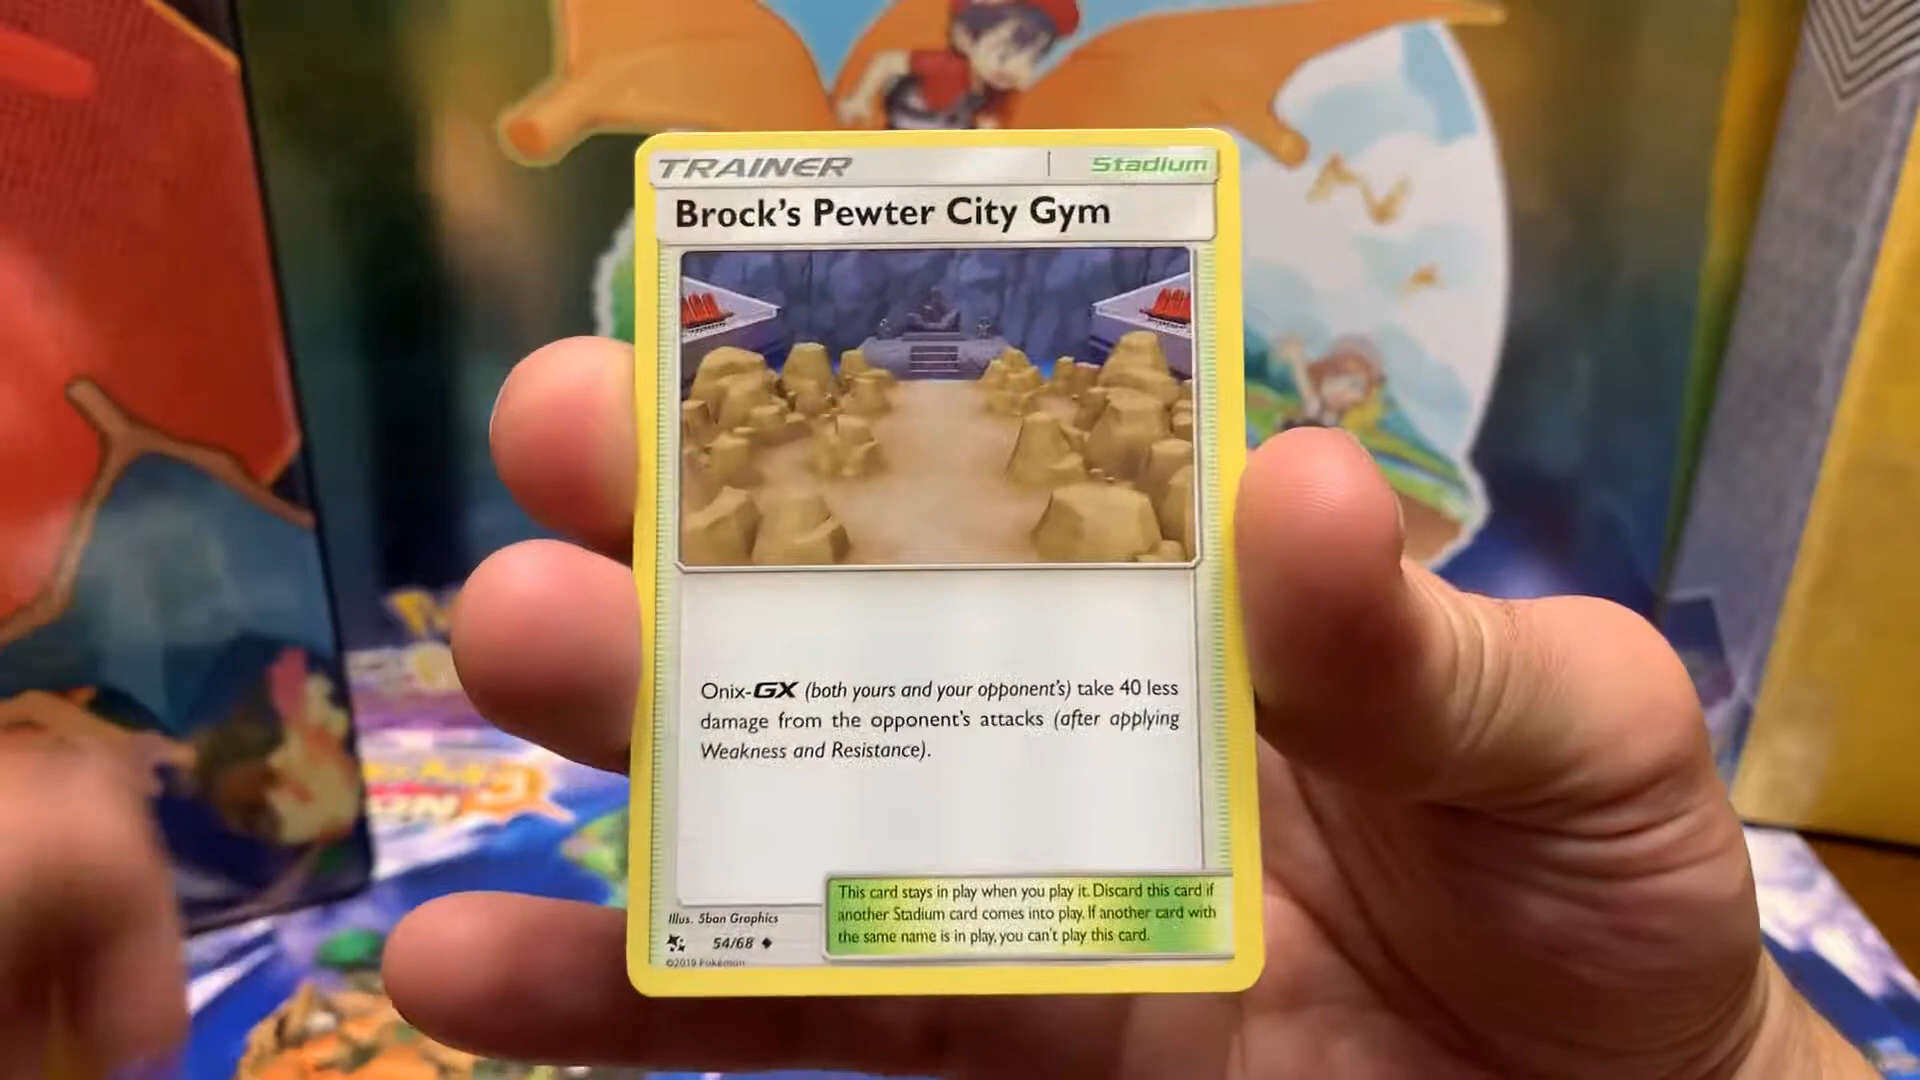 TRAINER
Stadium
Brock's Pewter City Gym
Onix-GX (both yours and your opponent's) take 40 less
damage from the opponent's attacks (after applying
Weakness and Resistance).
This card stays in play when you play it. Discard this card if
another Stadium card comes into play. If another card with
the same name is in play, you can't play this card.
Illus. 5ban Graphics
54/68
©2019 Pokémon